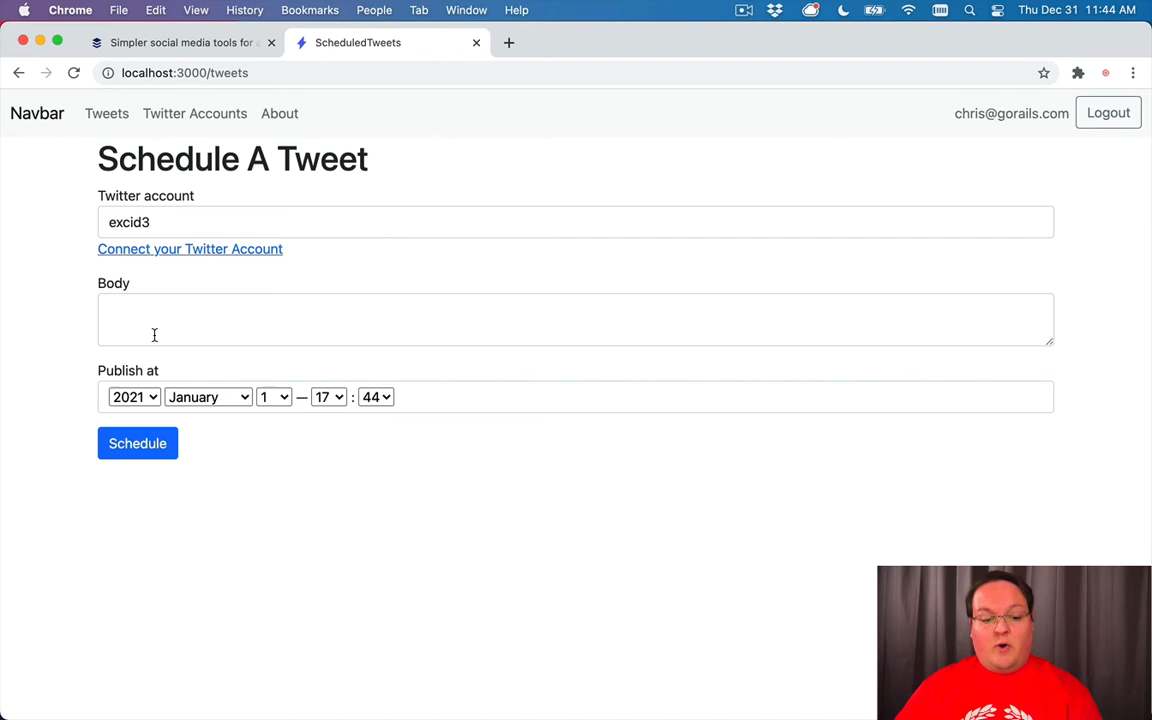 Chrome File Edit View History Bookmarks People Tab Window Help Thu Dec 31 11:44 AM
Simpler social media tools for ScheduledTweets
localhost:3000/tweets
Navbar Tweets Twitter Accounts About chris@gorails.com Logout
Schedule A Tweet
Twitter account
excid3
Connect your Twitter Account
Body
Publish at
2021 January 1 — 17 : 44
Schedule